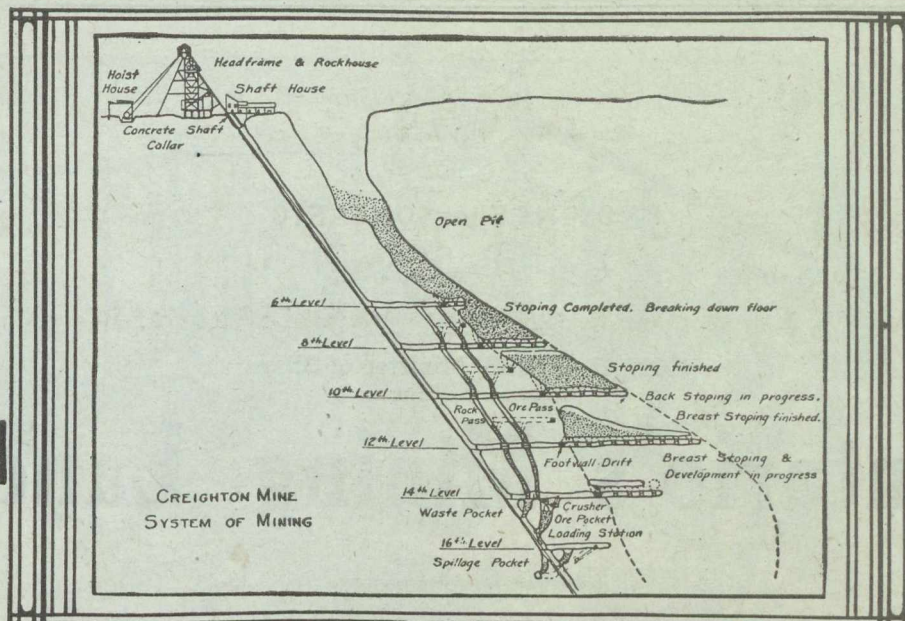 Headframe & Rockhouse
Hoist
House
Shaft House
Concrete Shaft
Collar
Open Pit
6th Level
Stoping Completed. Breaking down floor
8th Level
Stoping finished
10th Level
Back Stoping in progress.
Rock
Pass
Ore Pass
Breast Stoping finished.
12th Level
Footwall Drift
Breast Stoping &
Development in progress
CREIGHTON MINE
SYSTEM OF MINING
14th Level
Waste Pocket
Crusher
Ore Pocket
Loading Station
16th Level
Spillage Pocket